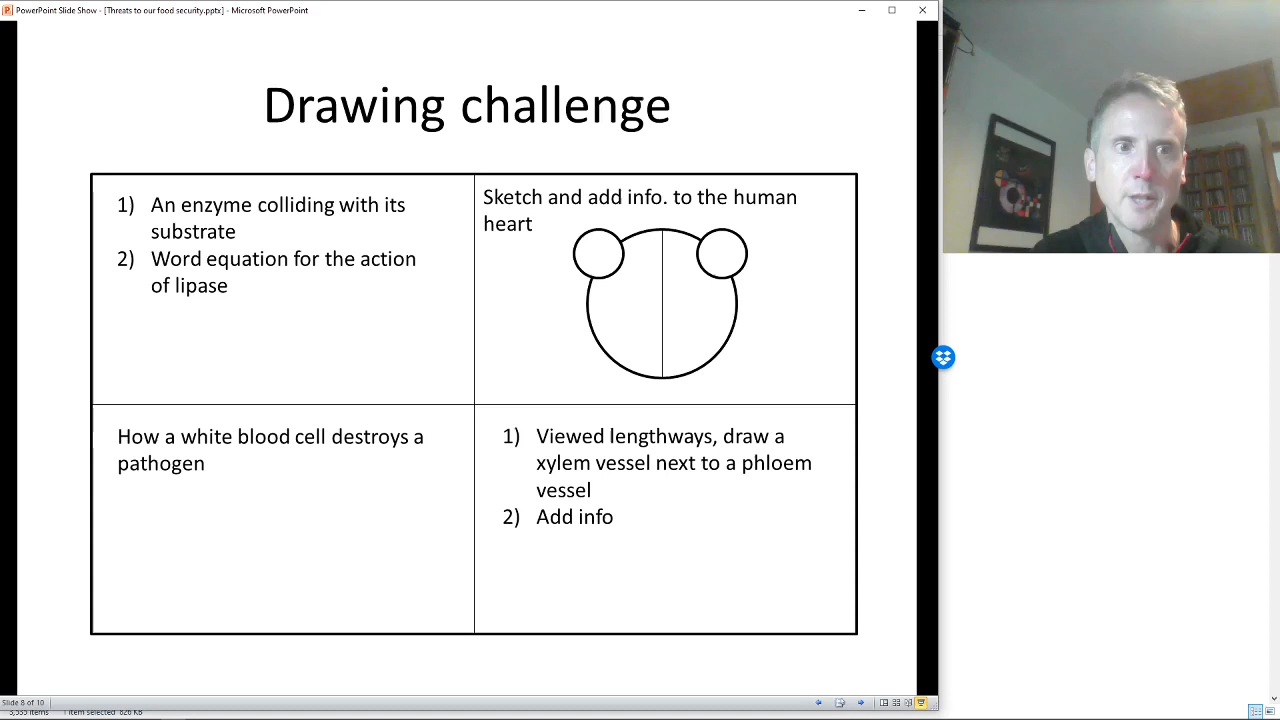 PowerPoint Slide Show - [Threats to our food security.pptx] - Microsoft PowerPoint
Drawing challenge
1) An enzyme colliding with its
substrate
2) Word equation for the action
of lipase
Sketch and add info. to the human
heart
How a white blood cell destroys a
pathogen
1) Viewed lengthways, draw a
xylem vessel next to a phloem
vessel
2) Add info
Slide 8 of 10